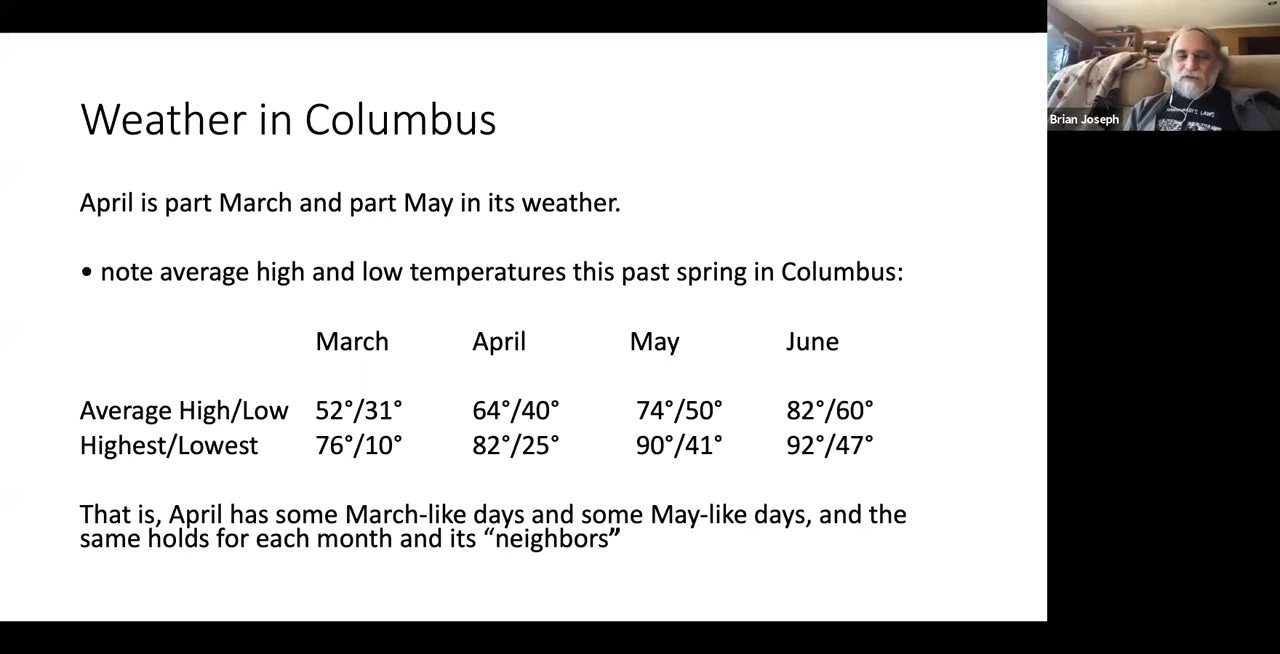 Weather in Columbus
April is part March and part May in its weather.
• note average high and low temperatures this past spring in Columbus:
March April May June
Average High/Low 52°/31° 64°/40° 74°/50° 82°/60°
Highest/Lowest 76°/10° 82°/25° 90°/41° 92°/47°
That is, April has some March-like days and some May-like days, and the
same holds for each month and its “neighbors”
Brian Joseph
LAWS